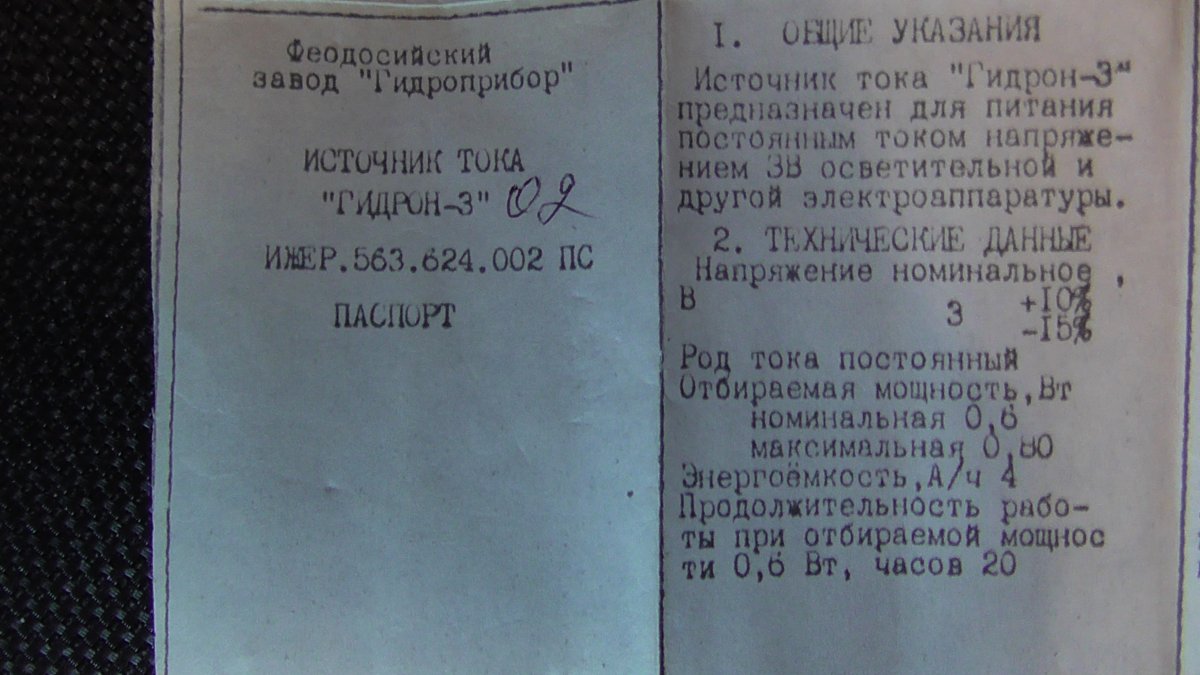 Феодосийский
завод "Гидроприбор"
ИСТОЧНИК ТОКА
"ГИДРОН-3" 02
ИЖЕР.563.624.002 ПС
ПАСПОРТ
I. ОБЩИЕ УКАЗАНИЯ
Источник тока "Гидрон-3"
предназначен для питания
постоянным током напряже-
нием 3В осветительной и
другой электроаппаратуры.
2. ТЕХНИЧЕСКИЕ ДАННЫЕ
Напряжение номинальное,
В 3 +10%
-15%
Род тока постоянный
Отбираемая мощность,Вт
номинальная 0,6
максимальная 0,80
Энергоёмкость,А/ч 4
Продолжительность рабо-
ты при отбираемой мощнос
ти 0,6 Вт, часов 20